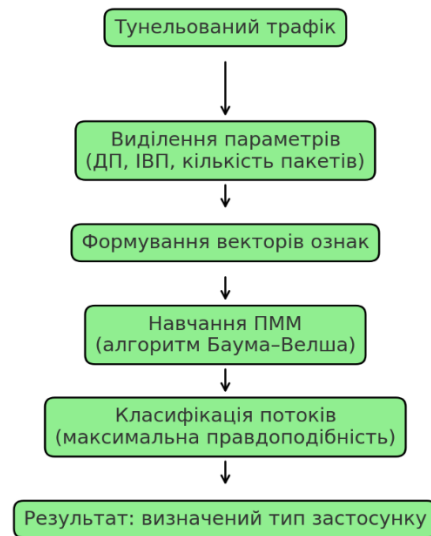 Тунельований трафік
Виділення параметрів
(ДП, ІВП, кількість пакетів)
Формування векторів ознак
Навчання ПММ
(алгоритм Баума–Велша)
Класифікація потоків
(максимальна правдоподібність)
Результат: визначений тип застосунку